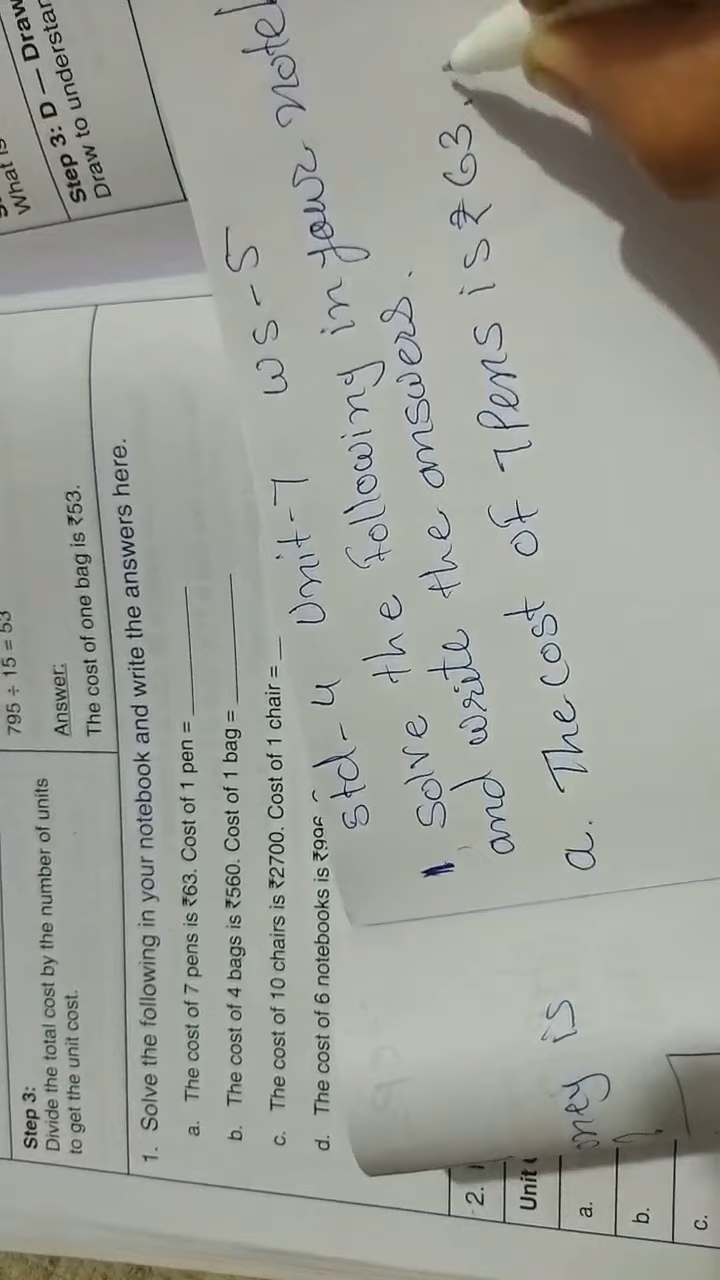 What is
Step 3: D — Draw
Draw to understan
795 ÷ 15 = 53
Answer:
The cost of one bag is ₹53.
Step 3:
Divide the total cost by the number of units
to get the unit cost.
1. Solve the following in your notebook and write the answers here.
a. The cost of 7 pens is ₹63. Cost of 1 pen =
b. The cost of 4 bags is ₹560. Cost of 1 bag =
c. The cost of 10 chairs is ₹2700. Cost of 1 chair =
d. The cost of 6 notebooks is
2.
Unit
a.
b.
c.
Std-4 Unit-7 WS-5
1, Solve the following in your
and write the answers.
a. The cost of 7 Pens is ₹ 63.
is